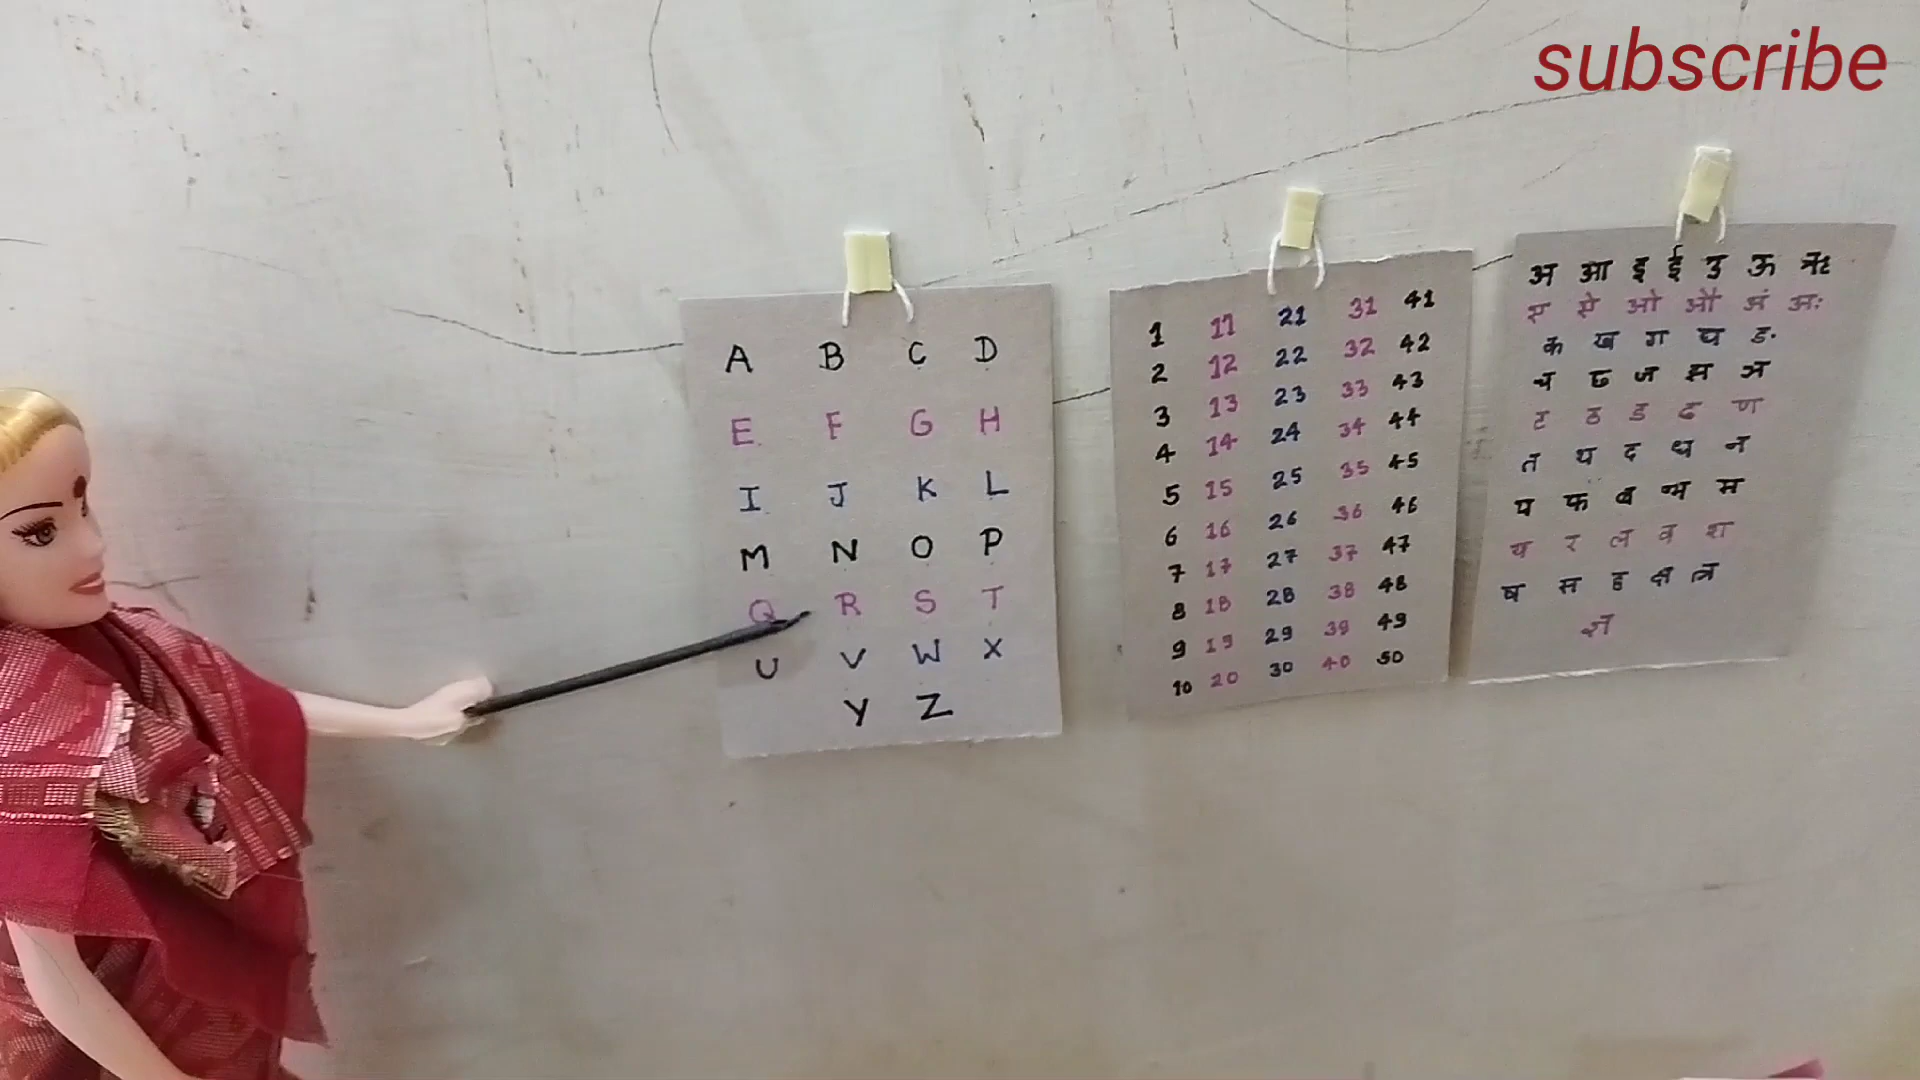 subscribe
A B C D
E F G H
I J K L
M N O P
Q R S T
U V W X
Y Z
1 11 21 31 41
2 12 22 32 42
3 13 23 33 43
4 14 24 34 44
5 15 25 35 45
6 16 26 36 46
7 17 27 37 47
8 18 28 38 48
9 19 29 39 49
10 20 30 40 50
अ आ इ ई उ ऊ ऋ
ए ऐ ओ औ अं अः
क ख ग घ ङ
च छ ज झ ञ
ट ठ ड ढ ण
त थ द ध न
प फ ब भ म
य र ल व श
ष स ह क्ष त्र
ज्ञ